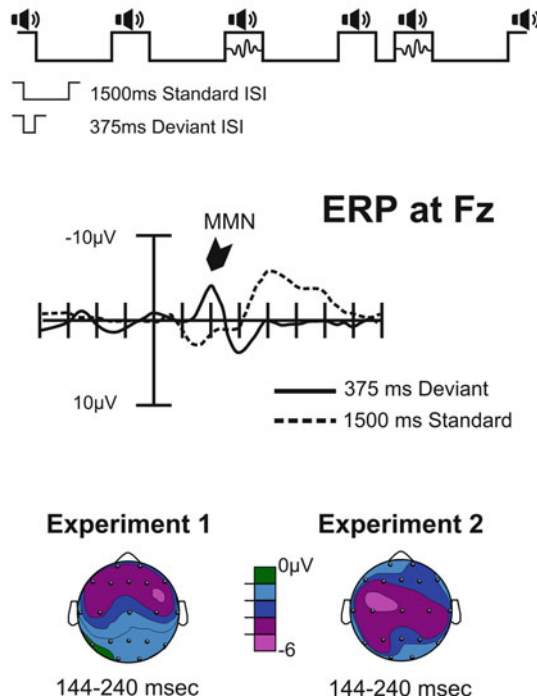 1500ms Standard ISI
375ms Deviant ISI
ERP at Fz
MMN
-10µV
10µV
375 ms Deviant
1500 ms Standard
Experiment 1
Experiment 2
0µV
-6
144-240 msec
144-240 msec